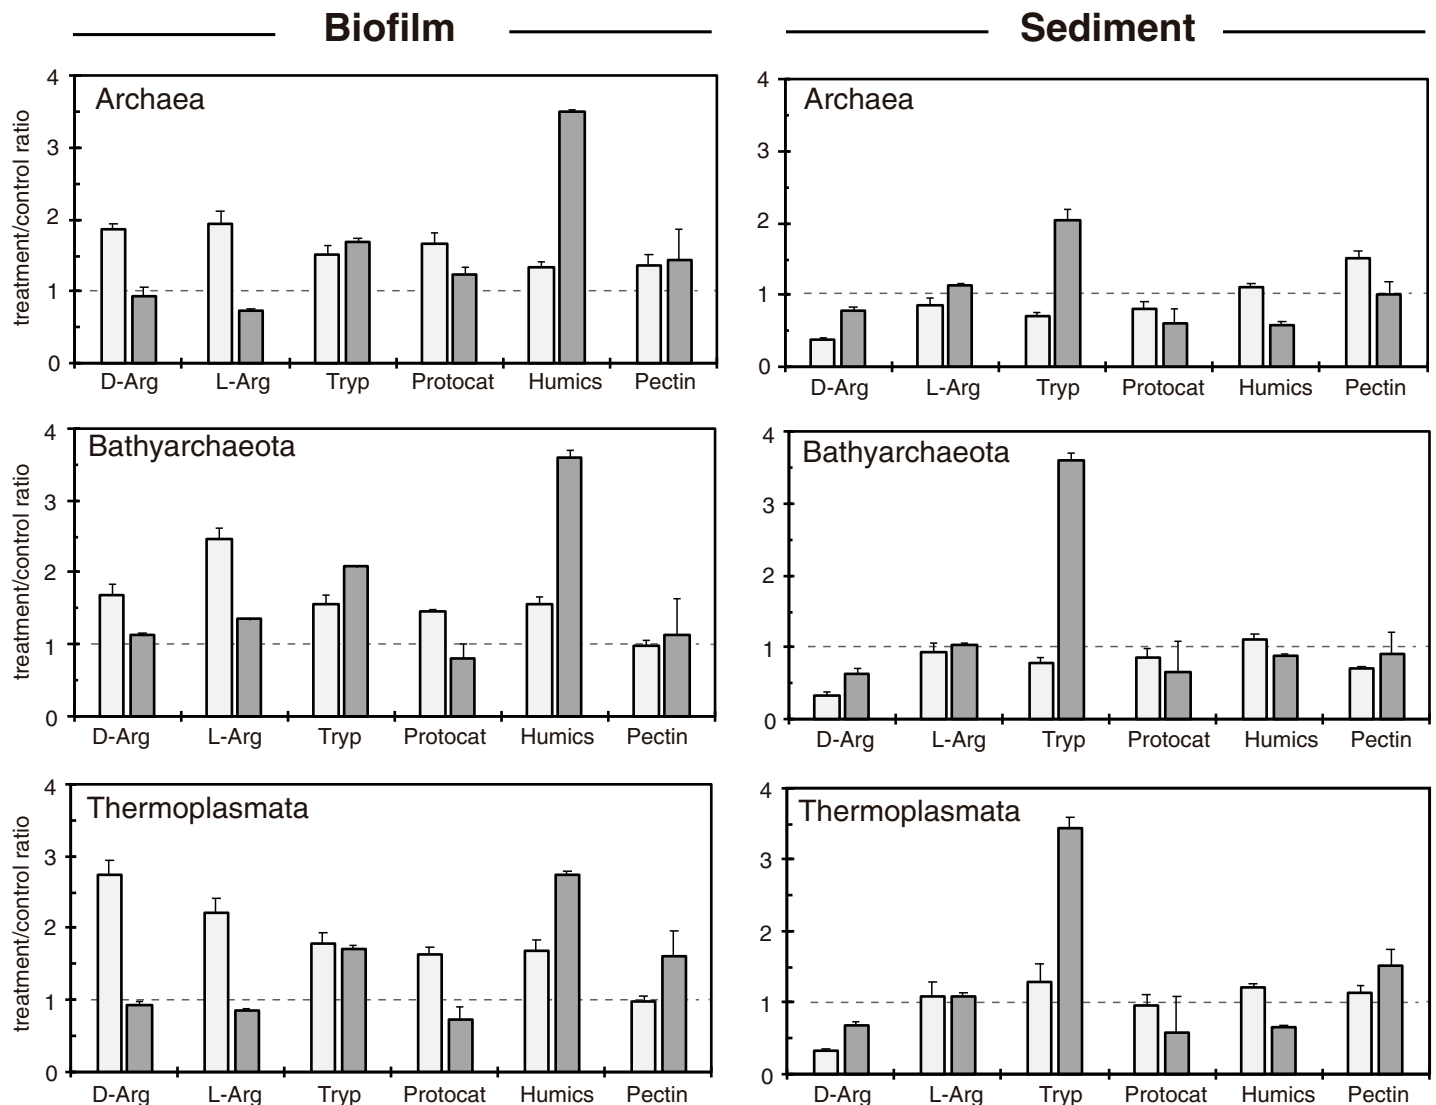 Biofilm
Sediment
treatment/control ratio
4
3
2
1
0
Archaea
D-Arg L-Arg Tryp Protocat Humics Pectin
4
3
2
1
0
Archaea
D-Arg L-Arg Tryp Protocat Humics Pectin
treatment/control ratio
4
3
2
1
0
Bathyarchaeota
D-Arg L-Arg Tryp Protocat Humics Pectin
4
3
2
1
0
Bathyarchaeota
D-Arg L-Arg Tryp Protocat Humics Pectin
treatment/control ratio
4
3
2
1
0
Thermoplasmata
D-Arg L-Arg Tryp Protocat Humics Pectin
4
3
2
1
0
Thermoplasmata
D-Arg L-Arg Tryp Protocat Humics Pectin